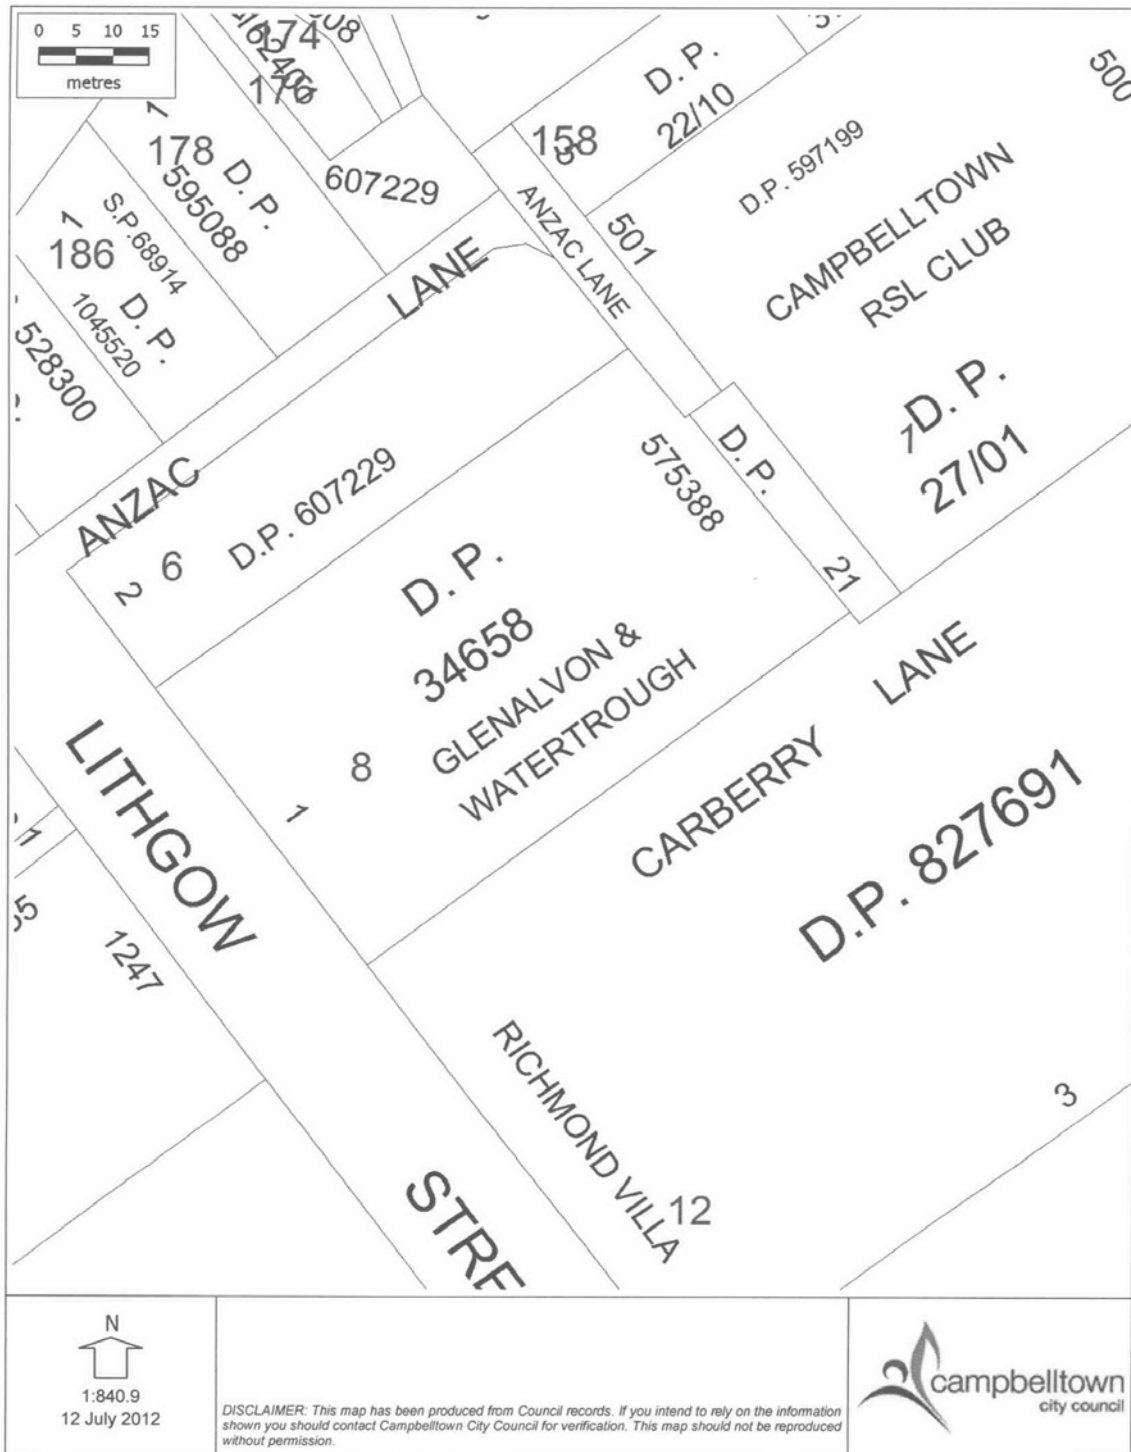 0 5 10 15
metres
174
176
1
178
D. P.
595088
607229
1
186
S.P.68914
D. P.
1045520
528300
D. P.
22/10
158
500
D.P. 597199
501
CAMPBELLTOWN
RSL CLUB
1
D. P.
27/01
ANZAC LANE
ANZAC LANE
D. P.
21
575388
2
6
D.P. 607229
D. P.
34658
GLENALVON &
WATERTROUGH
8
1
LITHGOW
STRE
CARBERRY LANE
D.P. 827691
1247
RICHMOND VILLA
12
3
N
1:840.9
12 July 2012
DISCLAIMER: This map has been produced from Council records. If you intend to rely on the information
shown you should contact Campbelltown City Council for verification. This map should not be reproduced
without permission.
campbelltown
city council